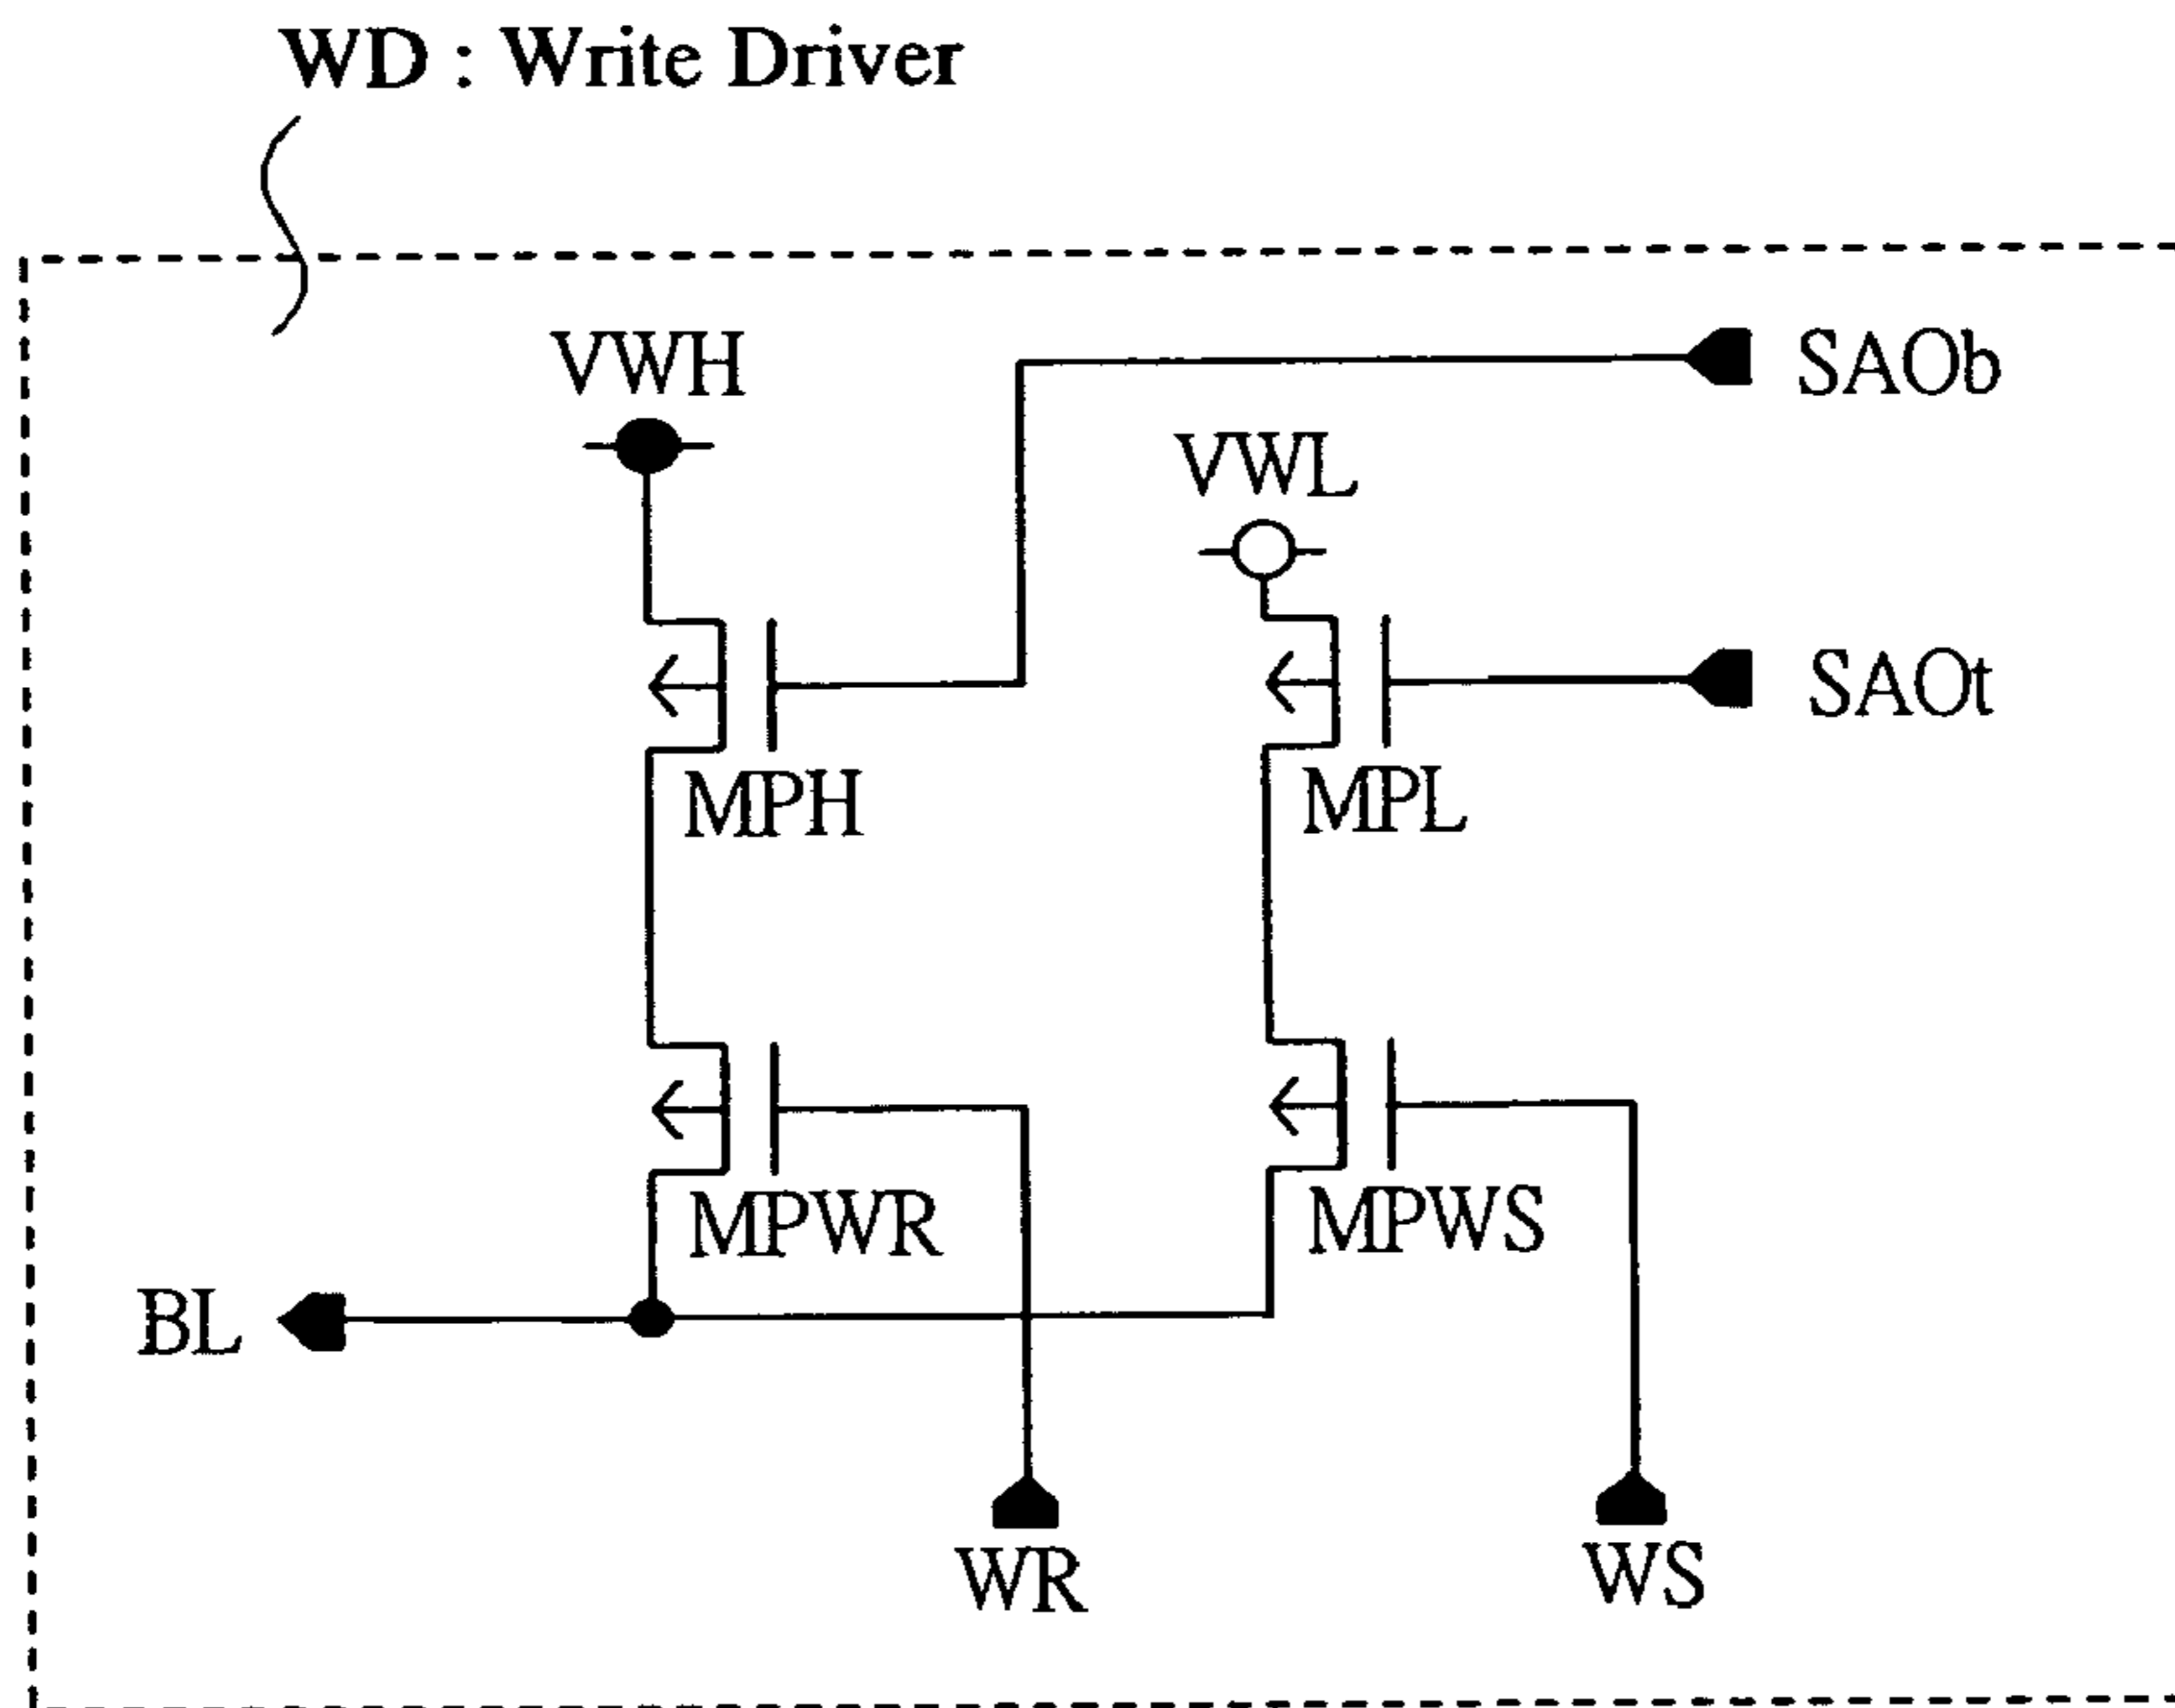 WD : Write Driver
VWH
SAOb
VWL
SAOt
MPH
MPL
MPWR
MPWS
BL
WR
WS